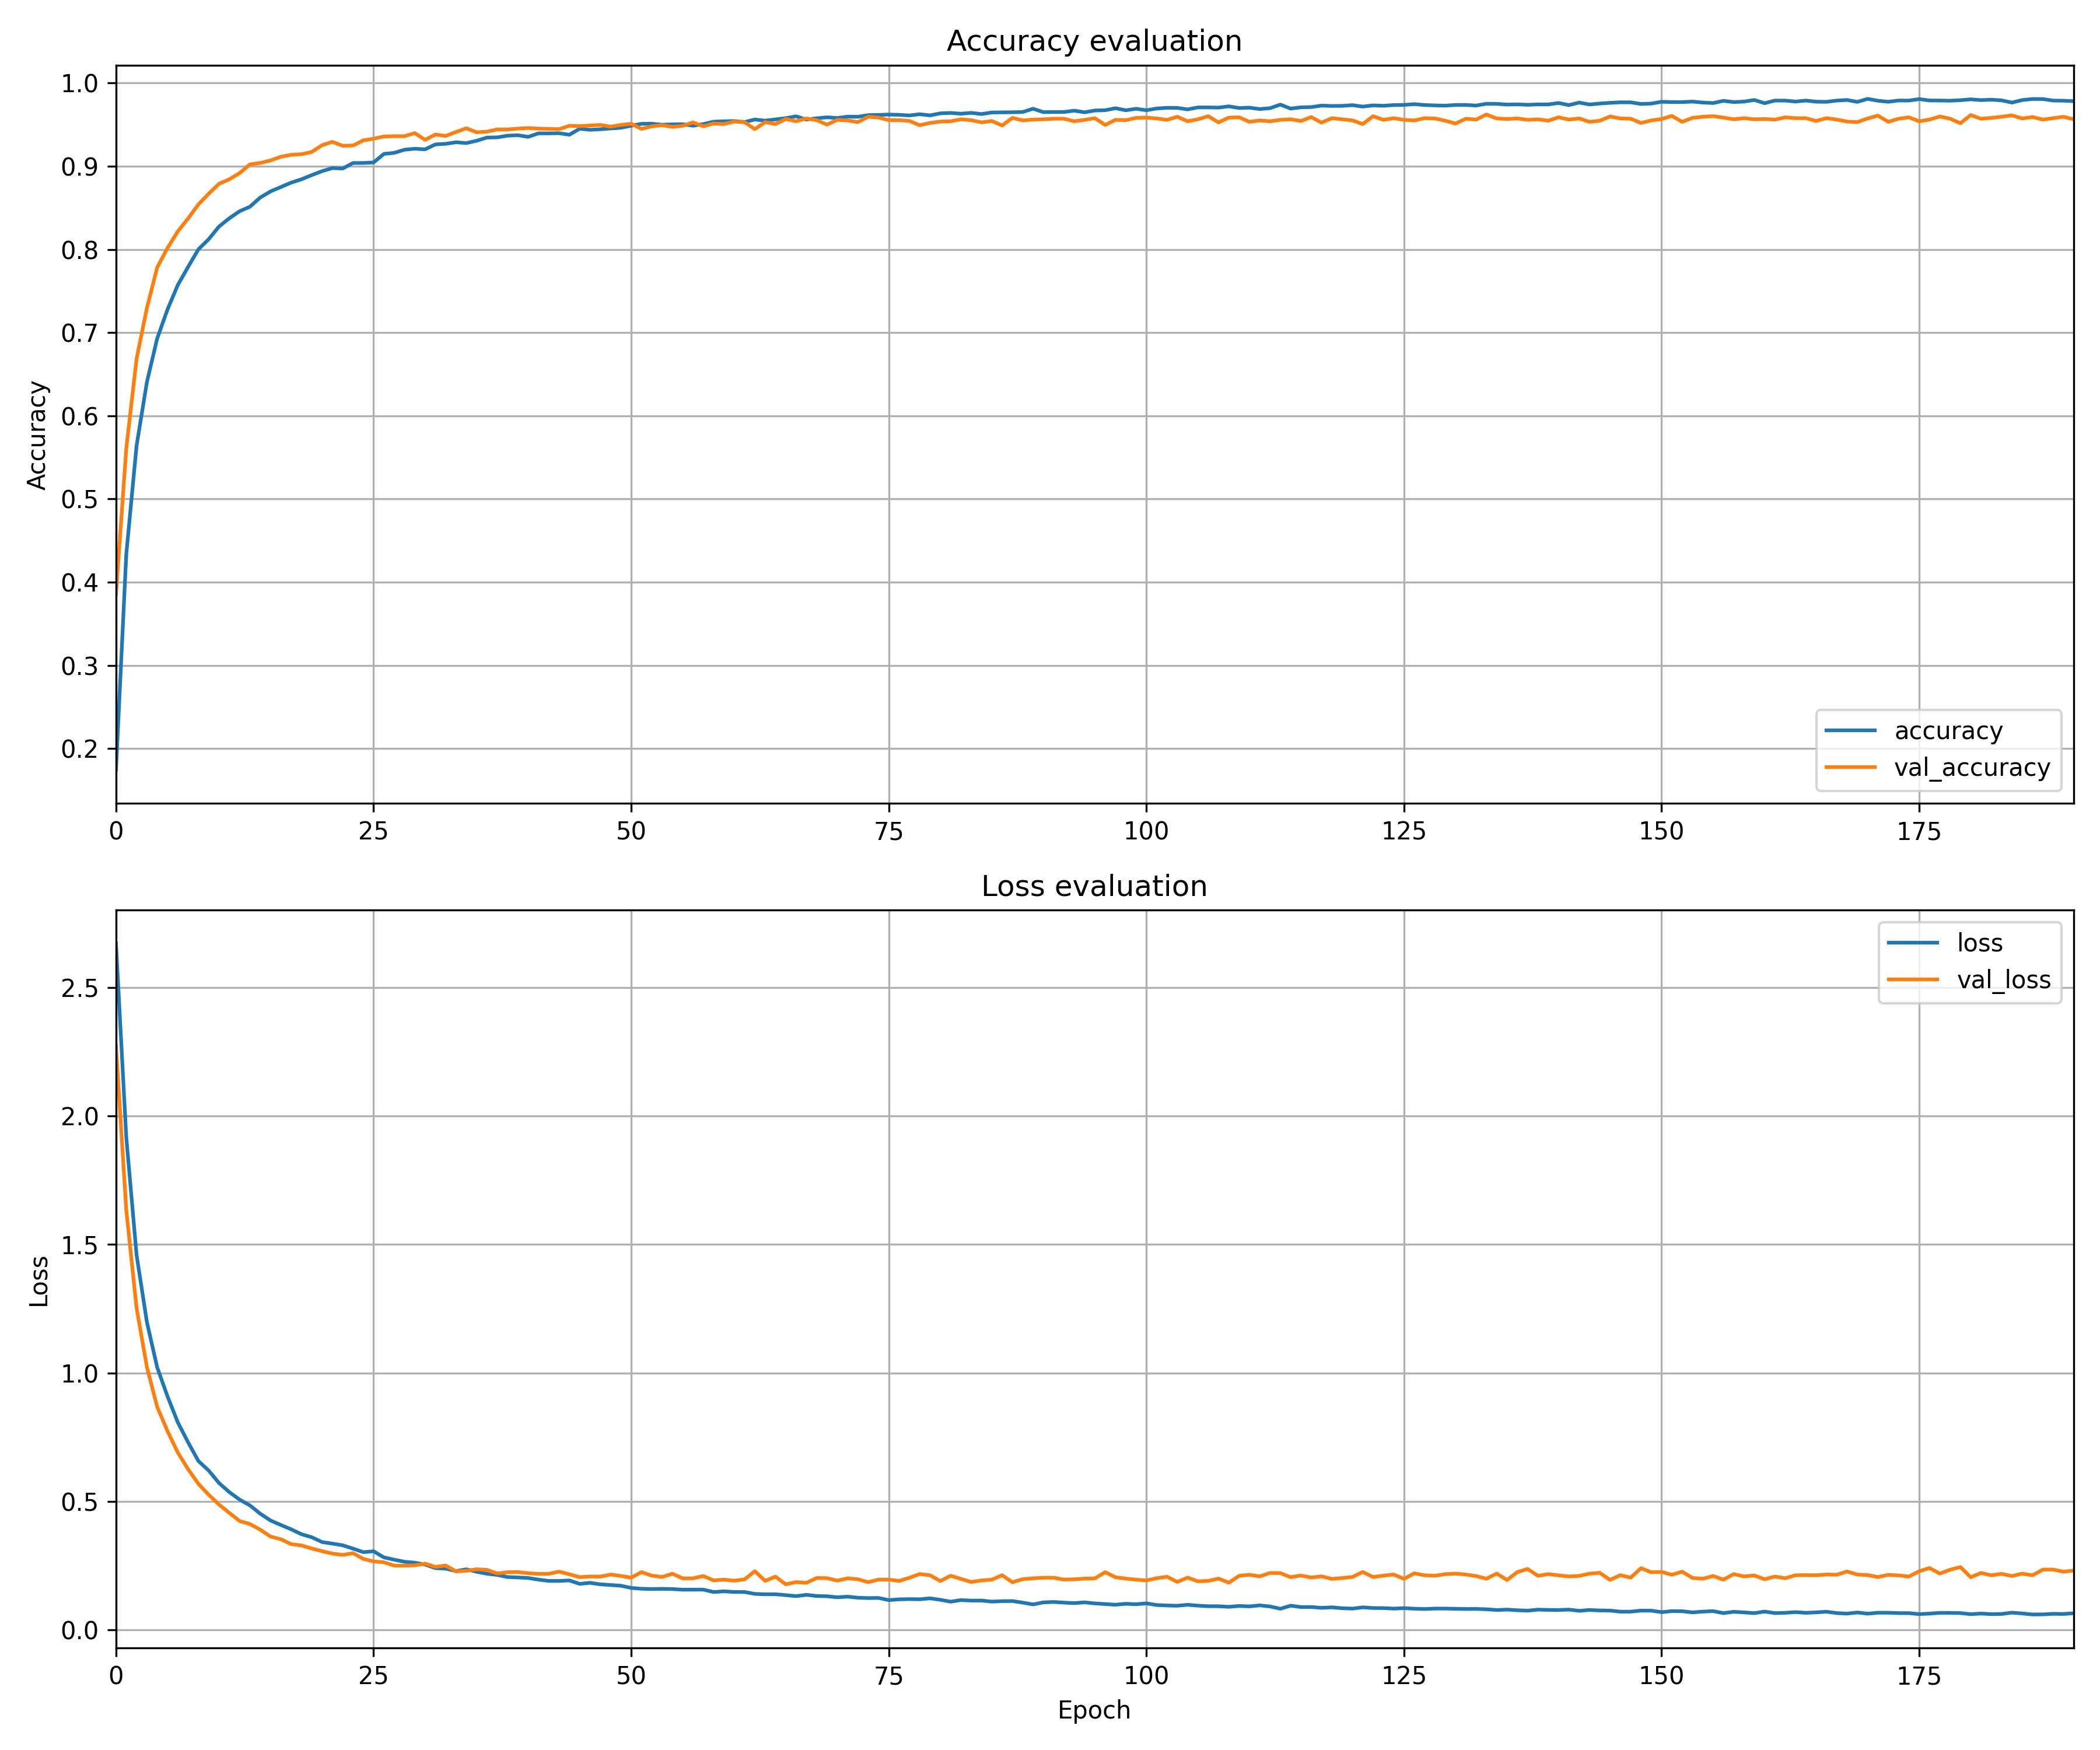 Accuracy evaluation
1.0
0.9
0.8
0.7
0.6
0.5
0.4
0.3
0.2
Accuracy
accuracy
val_accuracy
0 25 50 75 100 125 150 175
Loss evaluation
loss
val_loss
2.5
2.0
1.5
1.0
0.5
0.0
Loss
0 25 50 75 100 125 150 175
Epoch